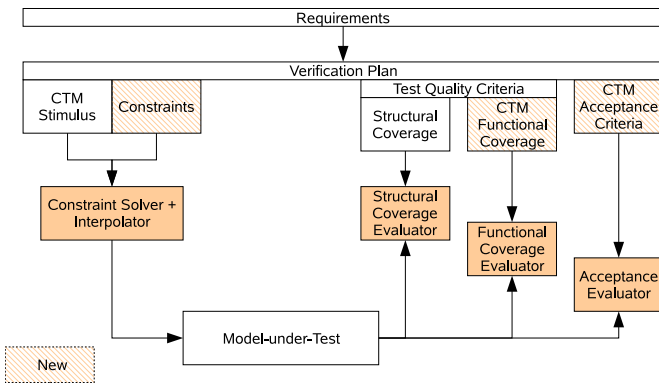 Requirements
Verification Plan
CTM
Stimulus
Constraints
Test Quality Criteria
Structural
Coverage
CTM
Functional
Coverage
CTM
Acceptance
Criteria
Constraint Solver +
Interpolator
Structural
Coverage
Evaluator
Functional
Coverage
Evaluator
Acceptance
Evaluator
Model-under-Test
New